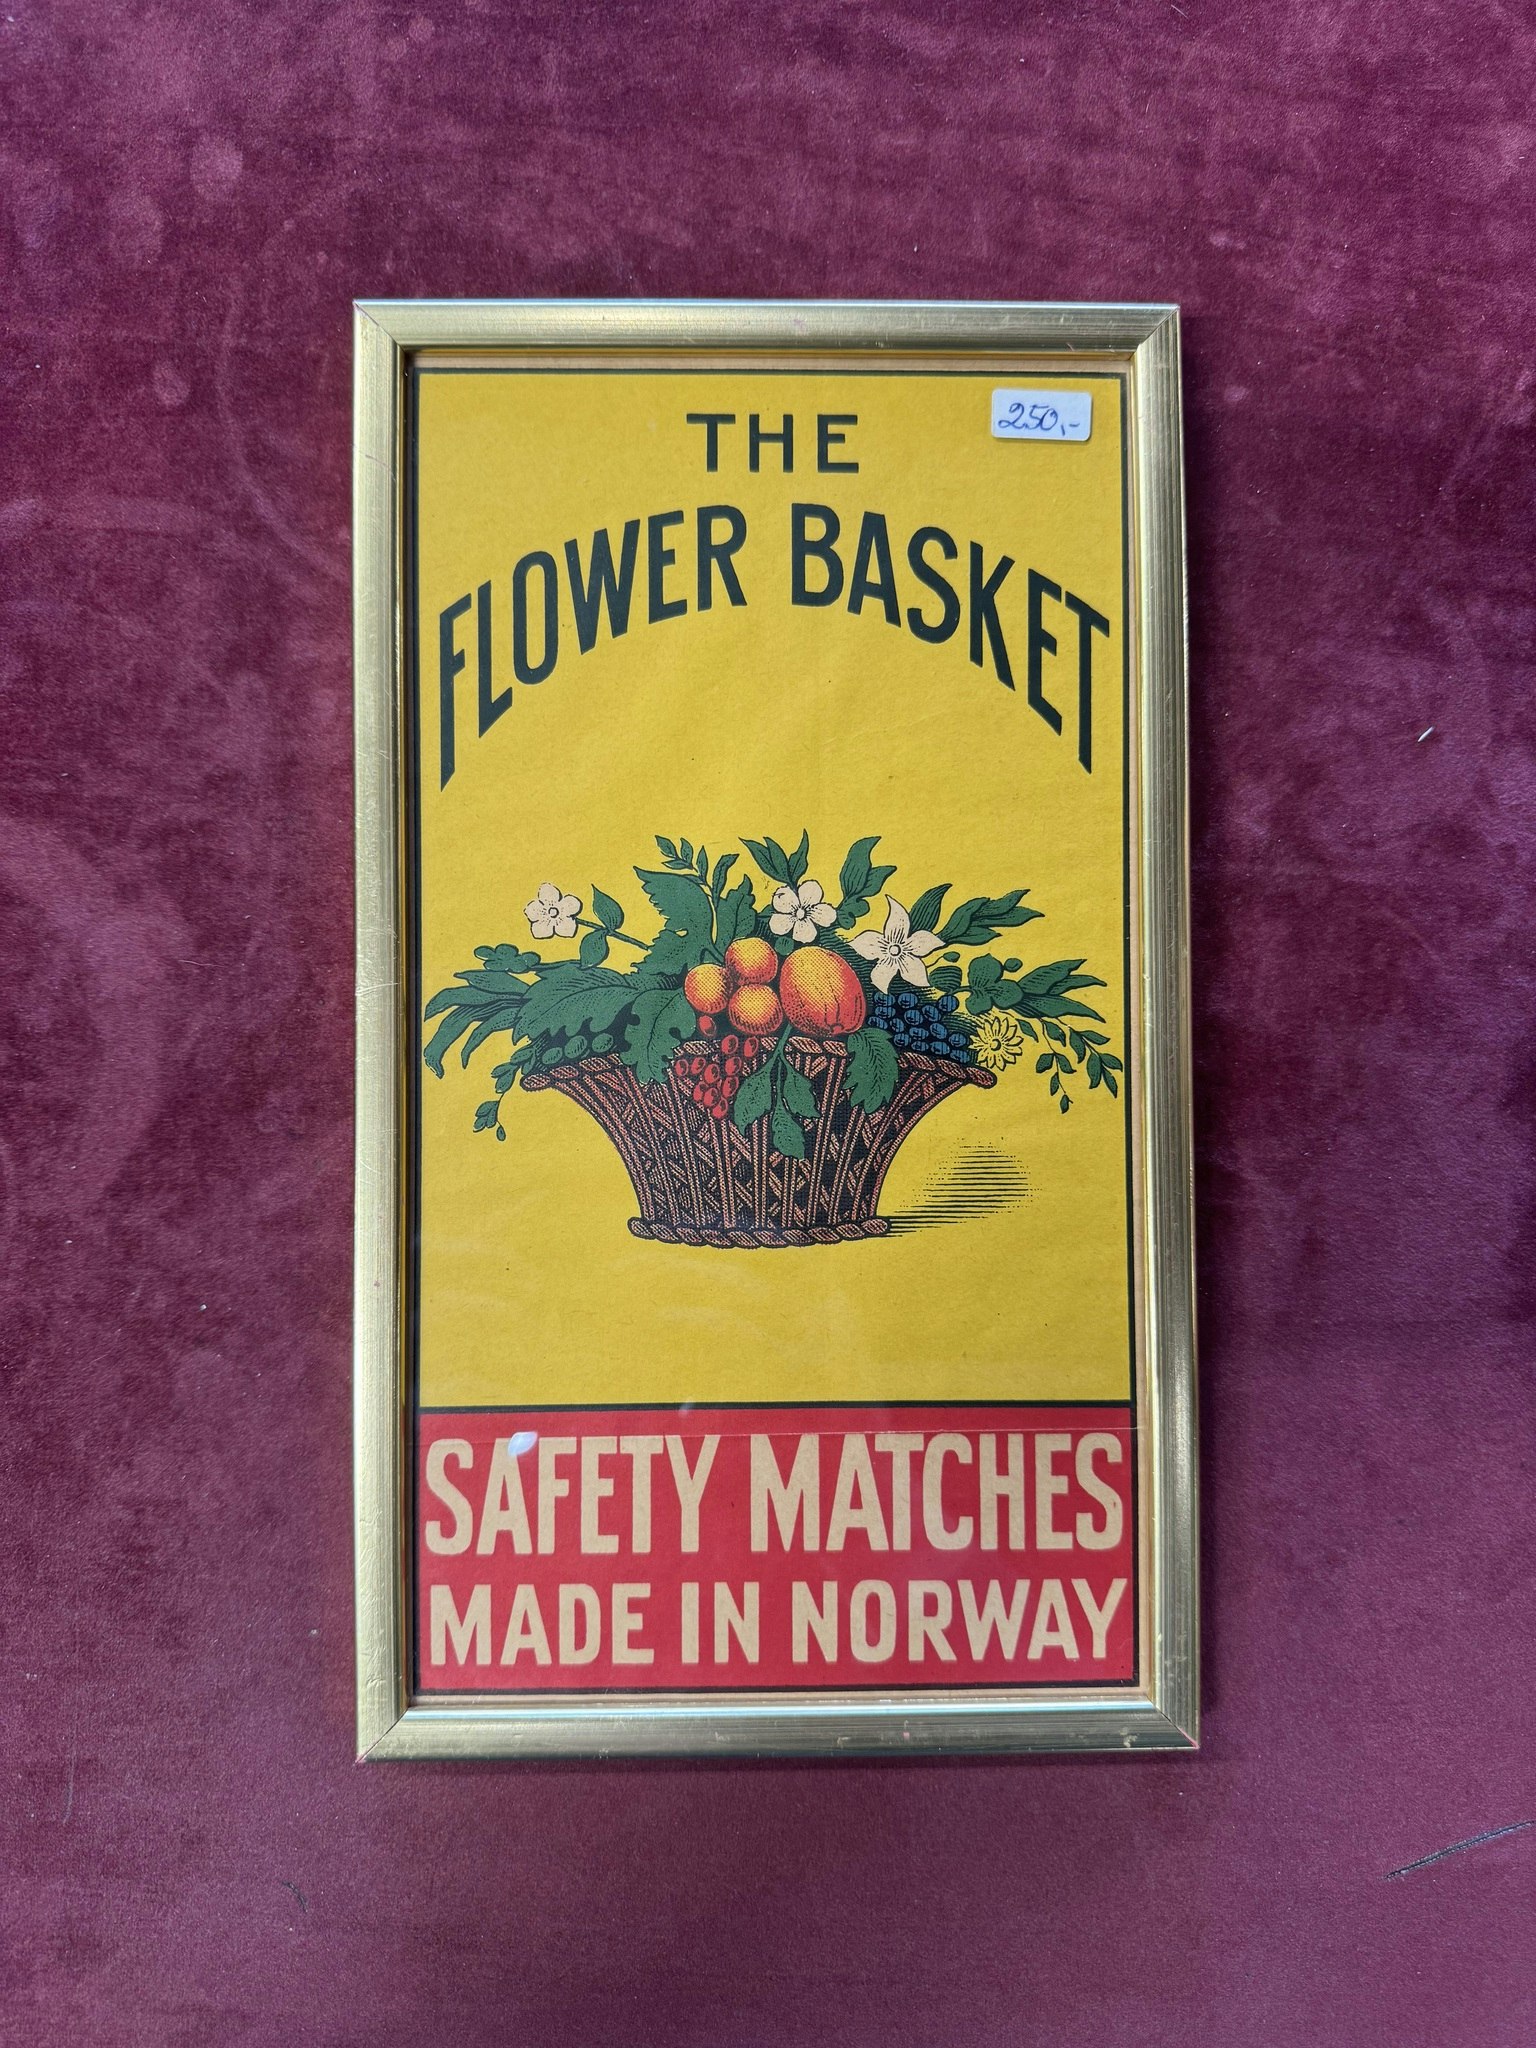 250,-
THE
FLOWER BASKET
SAFETY MATCHES
MADE IN NORWAY